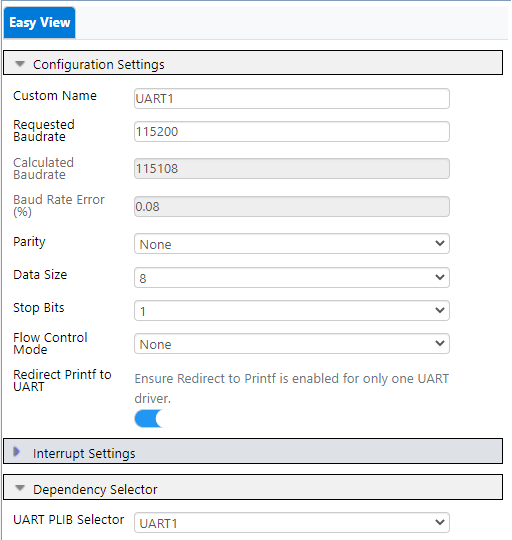 Easy View
Configuration Settings
Custom Name
UART1
Requested
Baudrate
115200
Calculated
Baudrate
115108
Baud Rate Error
(%)
0.08
Parity
None
Data Size
8
Stop Bits
1
Flow Control
Mode
None
Redirect Printf to
UART
Ensure Redirect to Printf is enabled for only one UART
driver.
Interrupt Settings
Dependency Selector
UART PLIB Selector
UART1